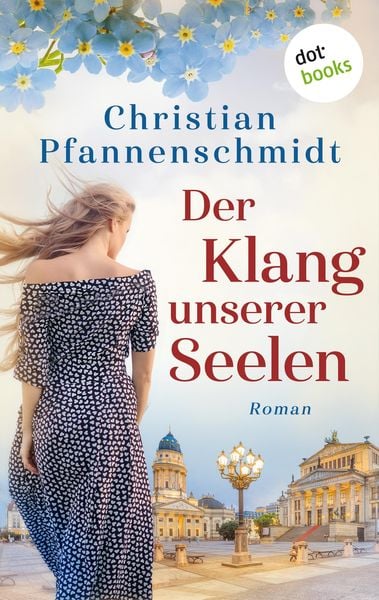 dot:
books
Christian
Pfannenschmidt
Der
Klang
unserer
Seelen
Roman